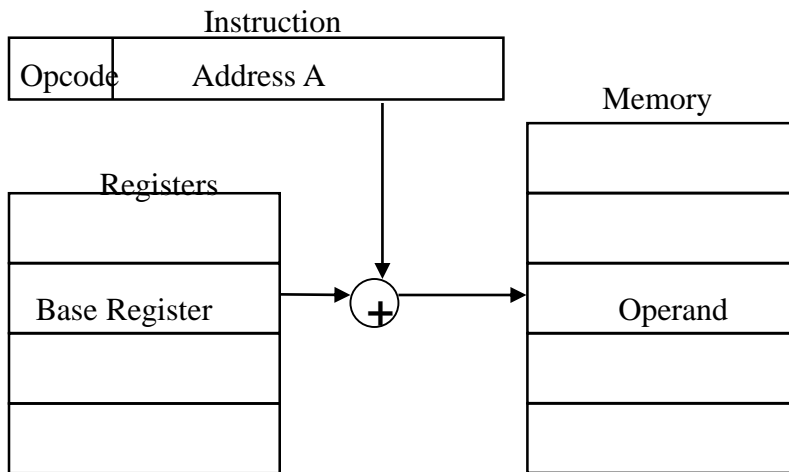 Instruction
Opcode Address A
Memory
Registers
Base Register
+
Operand